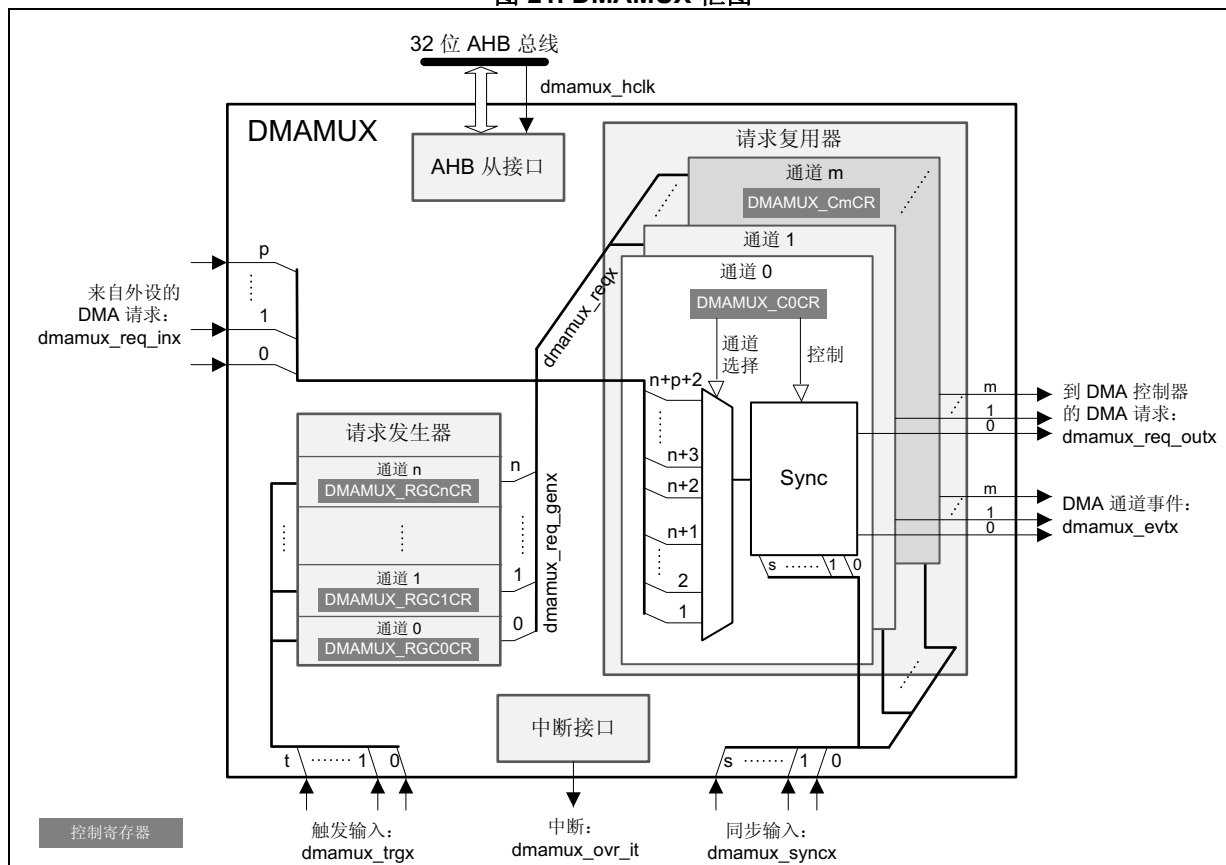 图 21. DMAMUX 框图
32 位 AHB 总线
dmamux_hclk
DMAMUX
AHB 从接口
请求复用器
通道 m
DMAMUX_CmCR
通道 1
通道 0
DMAMUX_C0CR
通道
选择
控制
dmamux_reqx
p
1
0
来自外设的
DMA 请求:
dmamux_req_inx
n+p+2
n+3
n+2
n+1
2
1
Sync
s
1
0
m
1
0
到 DMA 控制器
的 DMA 请求:
dmamux_req_outx
m
1
0
DMA 通道事件:
dmamux_evtx
请求发生器
通道 n
DMAMUX_RGCnCR
通道 1
DMAMUX_RGC1CR
通道 0
DMAMUX_RGC0CR
n
1
0
dmamux_req_genx
中断接口
t
1
0
s
1
0
控制寄存器
触发输入:
dmamux_trgx
中断:
dmamux_ovr_it
同步输入:
dmamux_syncx